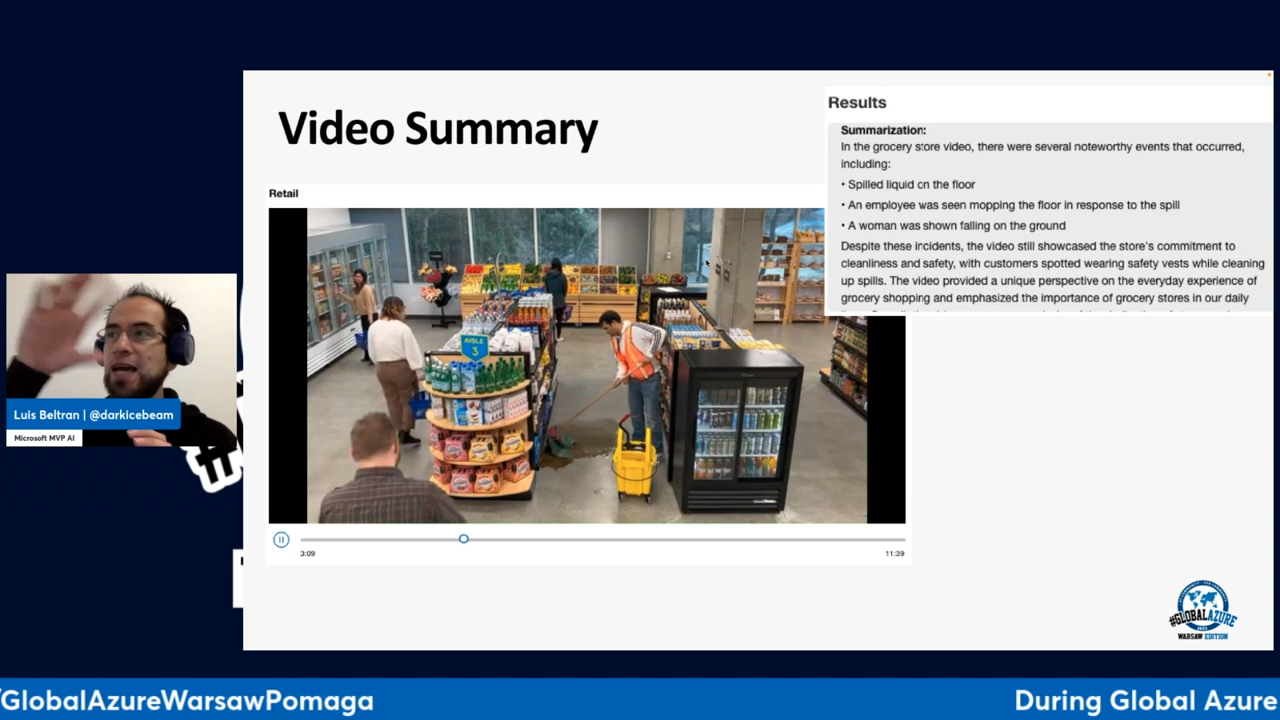 Video Summary
Results
Summarization:
In the grocery store video, there were several noteworthy events that occurred,
including:
• Spilled liquid on the floor
• An employee was seen mopping the floor in response to the spill
• A woman was shown falling on the ground
Despite these incidents, the video still showcased the store's commitment to
cleanliness and safety, with customers spotted wearing safety vests while cleaning
up spills. The video provided a unique perspective on the everyday experience of
grocery shopping and emphasized the importance of grocery stores in our daily
Retail
AISLE
3
3:09
11:39
Luis Beltran | @darkicebeam
Microsoft MVP AI
#GLOBALAZURE
WARSAW EDITION
/GlobalAzureWarsawPomaga
During Global Azure